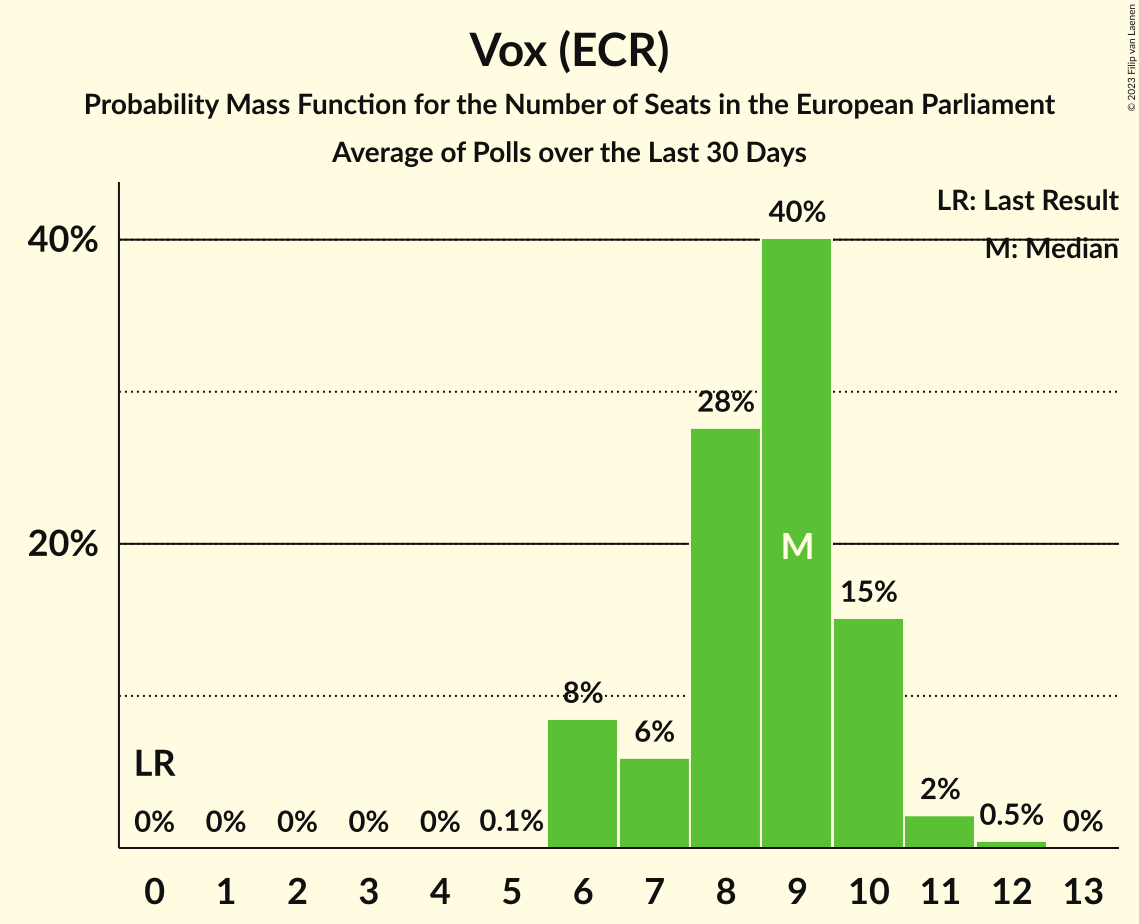 Vox (ECR)
Probability Mass Function for the Number of Seats in the European Parliament
Average of Polls over the Last 30 Days
© 2023 Filip van Laenen
LR: Last Result
M: Median
40%
20%
LR
0%
0%
0%
0%
0%
0.1%
8%
6%
28%
40%
M
15%
2%
0.5%
0%
0 1 2 3 4 5 6 7 8 9 10 11 12 13